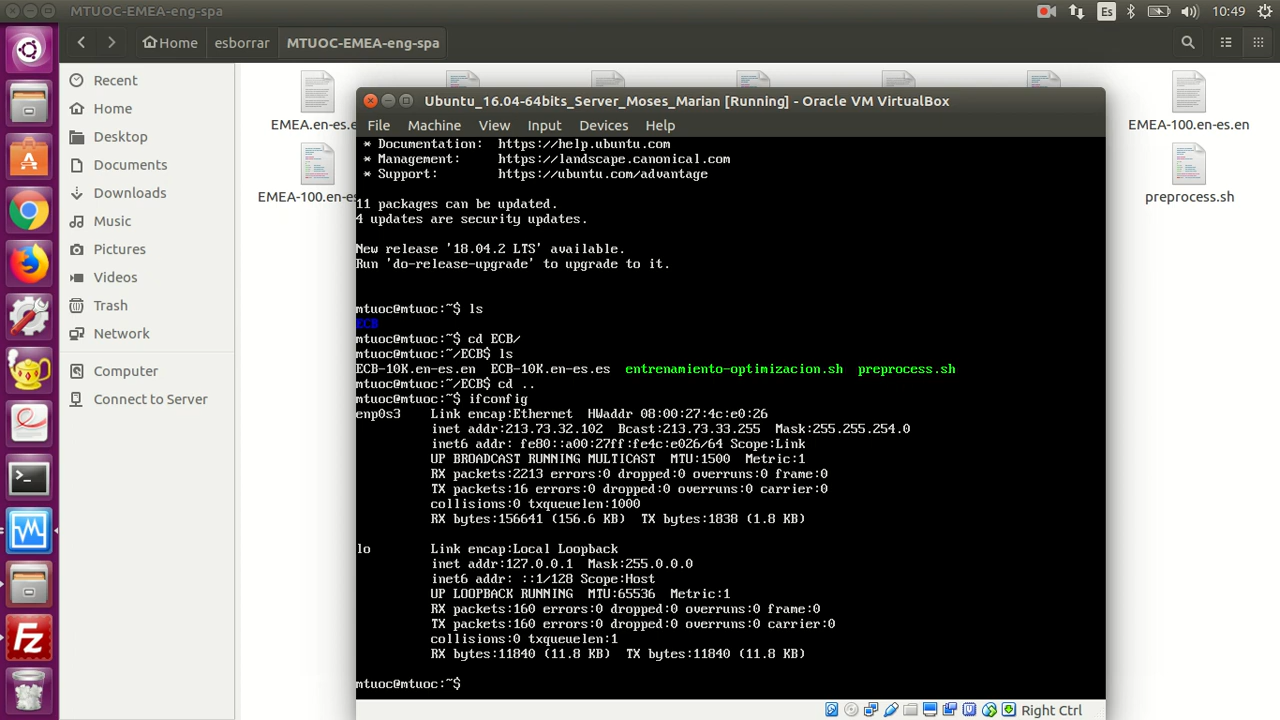 MTUOC-EMEA-eng-spa
Es
10:49
Home
esborrar
MTUOC-EMEA-eng-spa
Recent
Home
Desktop
Documents
Downloads
Music
Pictures
Videos
Trash
Network
Computer
Connect to Server
EMEA.en-es.e
EMEA-100.en-es.en
EMEA-100.en-es
preprocess.sh
Ubuntu_16.04-64bits_Server_Moses_Marian [Running] - Oracle VM VirtualBox
File Machine View Input Devices Help
* Documentation:  https://help.ubuntu.com
* Management:     https://landscape.canonical.com
* Support:        https://ubuntu.com/advantage
11 packages can be updated.
4 updates are security updates.
New release '18.04.2 LTS' available.
Run 'do-release-upgrade' to upgrade to it.
mtuoc@mtuoc:~$ ls
ECB
mtuoc@mtuoc:~$ cd ECB/
mtuoc@mtuoc:~/ECB$ ls
ECB-10K.en-es.en  ECB-10K.en-es.es  entrenamiento-optimizacion.sh  preprocess.sh
mtuoc@mtuoc:~/ECB$ cd ..
mtuoc@mtuoc:~$ ifconfig
enp0s3    Link encap:Ethernet  HWaddr 08:00:27:4c:e0:26
inet addr:213.73.32.102  Bcast:213.73.33.255  Mask:255.255.254.0
inet6 addr: fe80::a00:27ff:fe4c:e026/64 Scope:Link
UP BROADCAST RUNNING MULTICAST  MTU:1500  Metric:1
RX packets:2213 errors:0 dropped:0 overruns:0 frame:0
TX packets:16 errors:0 dropped:0 overruns:0 carrier:0
collisions:0 txqueuelen:1000
RX bytes:156641 (156.6 KB)  TX bytes:1838 (1.8 KB)
lo        Link encap:Local Loopback
inet addr:127.0.0.1  Mask:255.0.0.0
inet6 addr: ::1/128 Scope:Host
UP LOOPBACK RUNNING  MTU:65536  Metric:1
RX packets:160 errors:0 dropped:0 overruns:0 frame:0
TX packets:160 errors:0 dropped:0 overruns:0 carrier:0
collisions:0 txqueuelen:1
RX bytes:11840 (11.8 KB)  TX bytes:11840 (11.8 KB)
mtuoc@mtuoc:~$
Right Ctrl